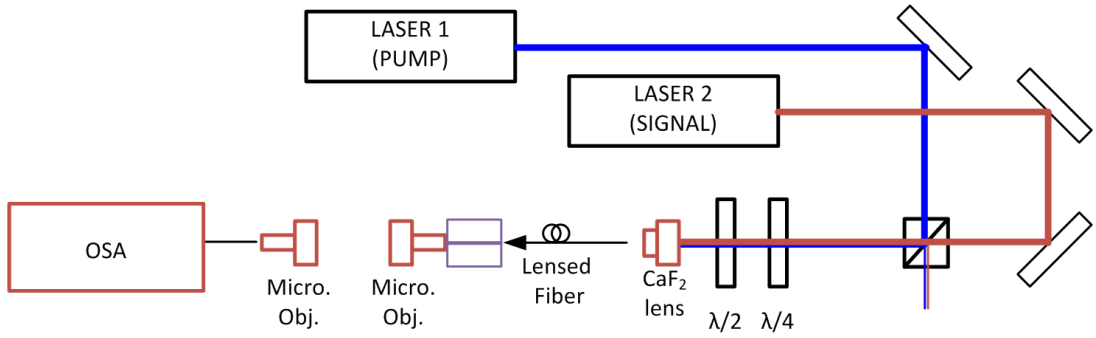 LASER 1
(PUMP)
LASER 2
(SIGNAL)
OSA
Micro.
Obj.
Micro.
Obj.
Lensed
Fiber
CaF₂
lens
λ/2
λ/4